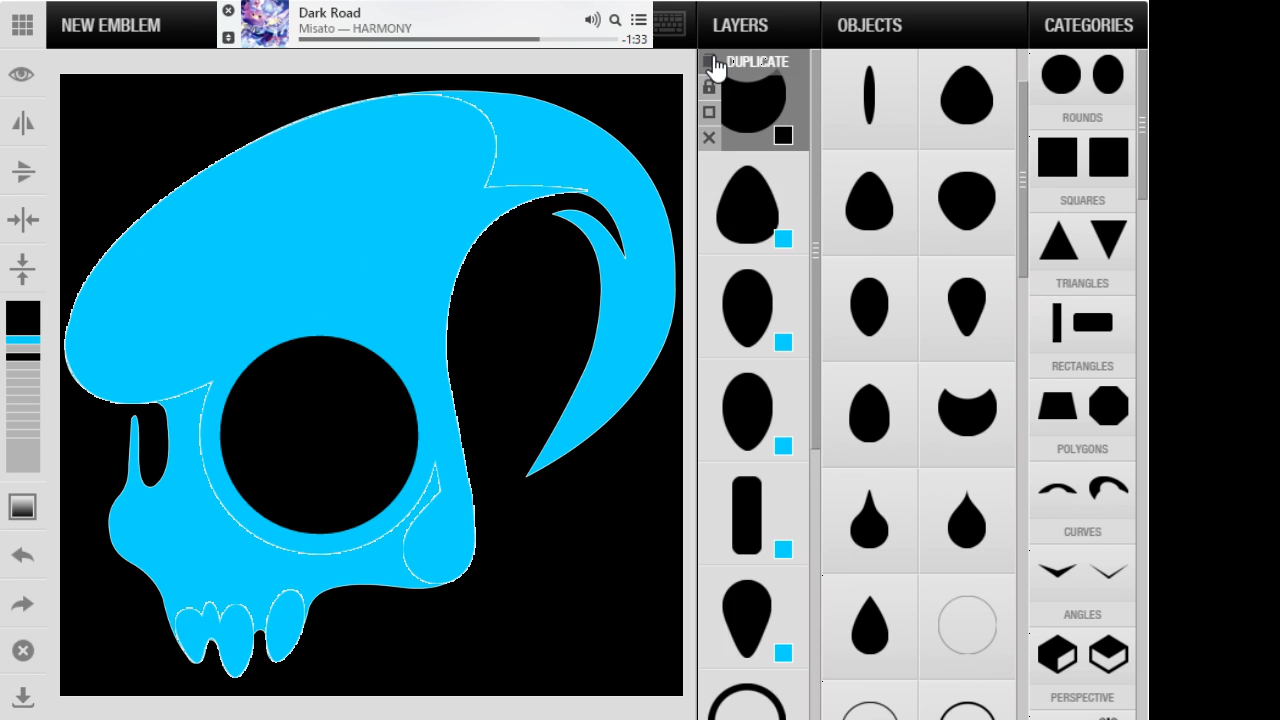 NEW EMBLEM
Dark Road
Misato — HARMONY
-1:33
LAYERS
OBJECTS
CATEGORIES
DUPLICATE
ROUNDS
SQUARES
TRIANGLES
RECTANGLES
POLYGONS
CURVES
ANGLES
PERSPECTIVE